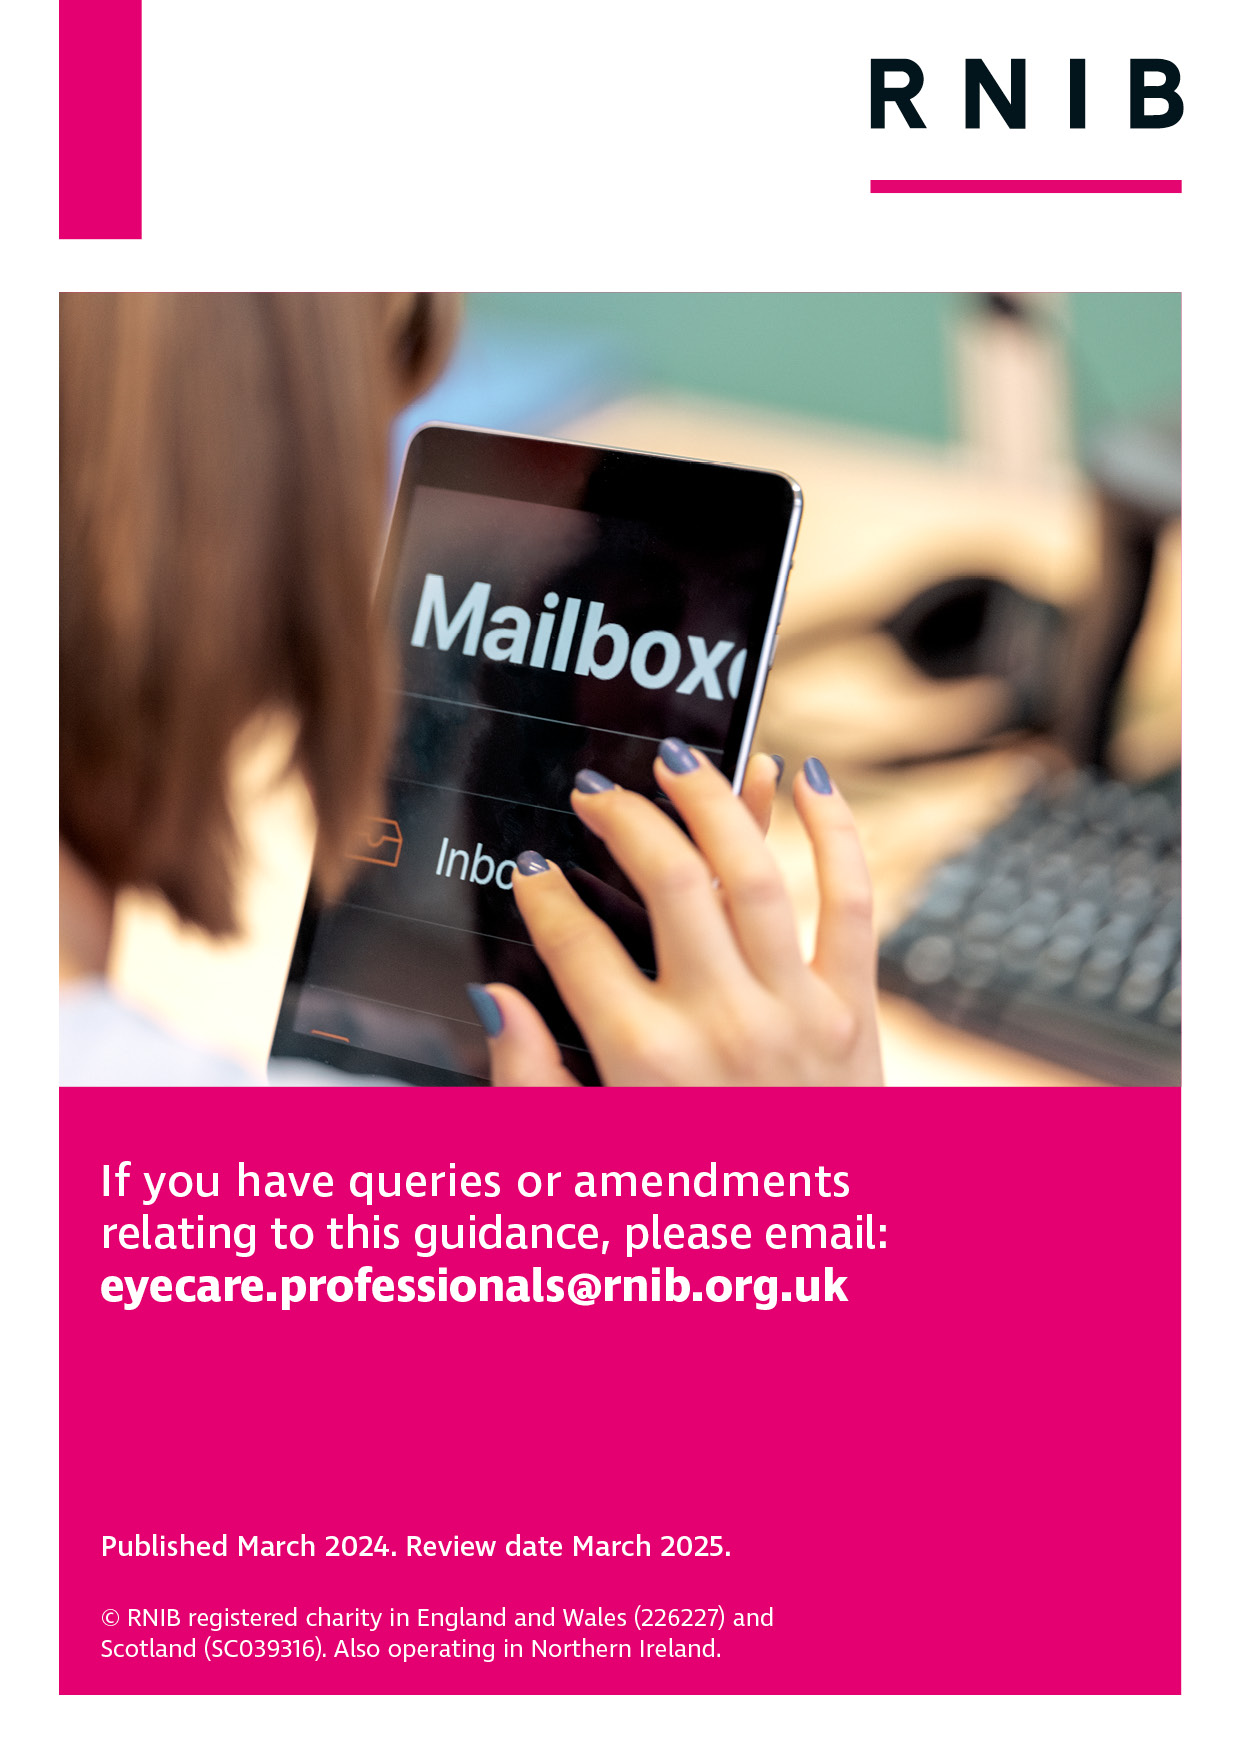 RNIB
Mailbox
Inbo
If you have queries or amendments
relating to this guidance, please email:
eyecare.professionals@rnib.org.uk
Published March 2024. Review date March 2025.
© RNIB registered charity in England and Wales (226227) and
Scotland (SC039316). Also operating in Northern Ireland.